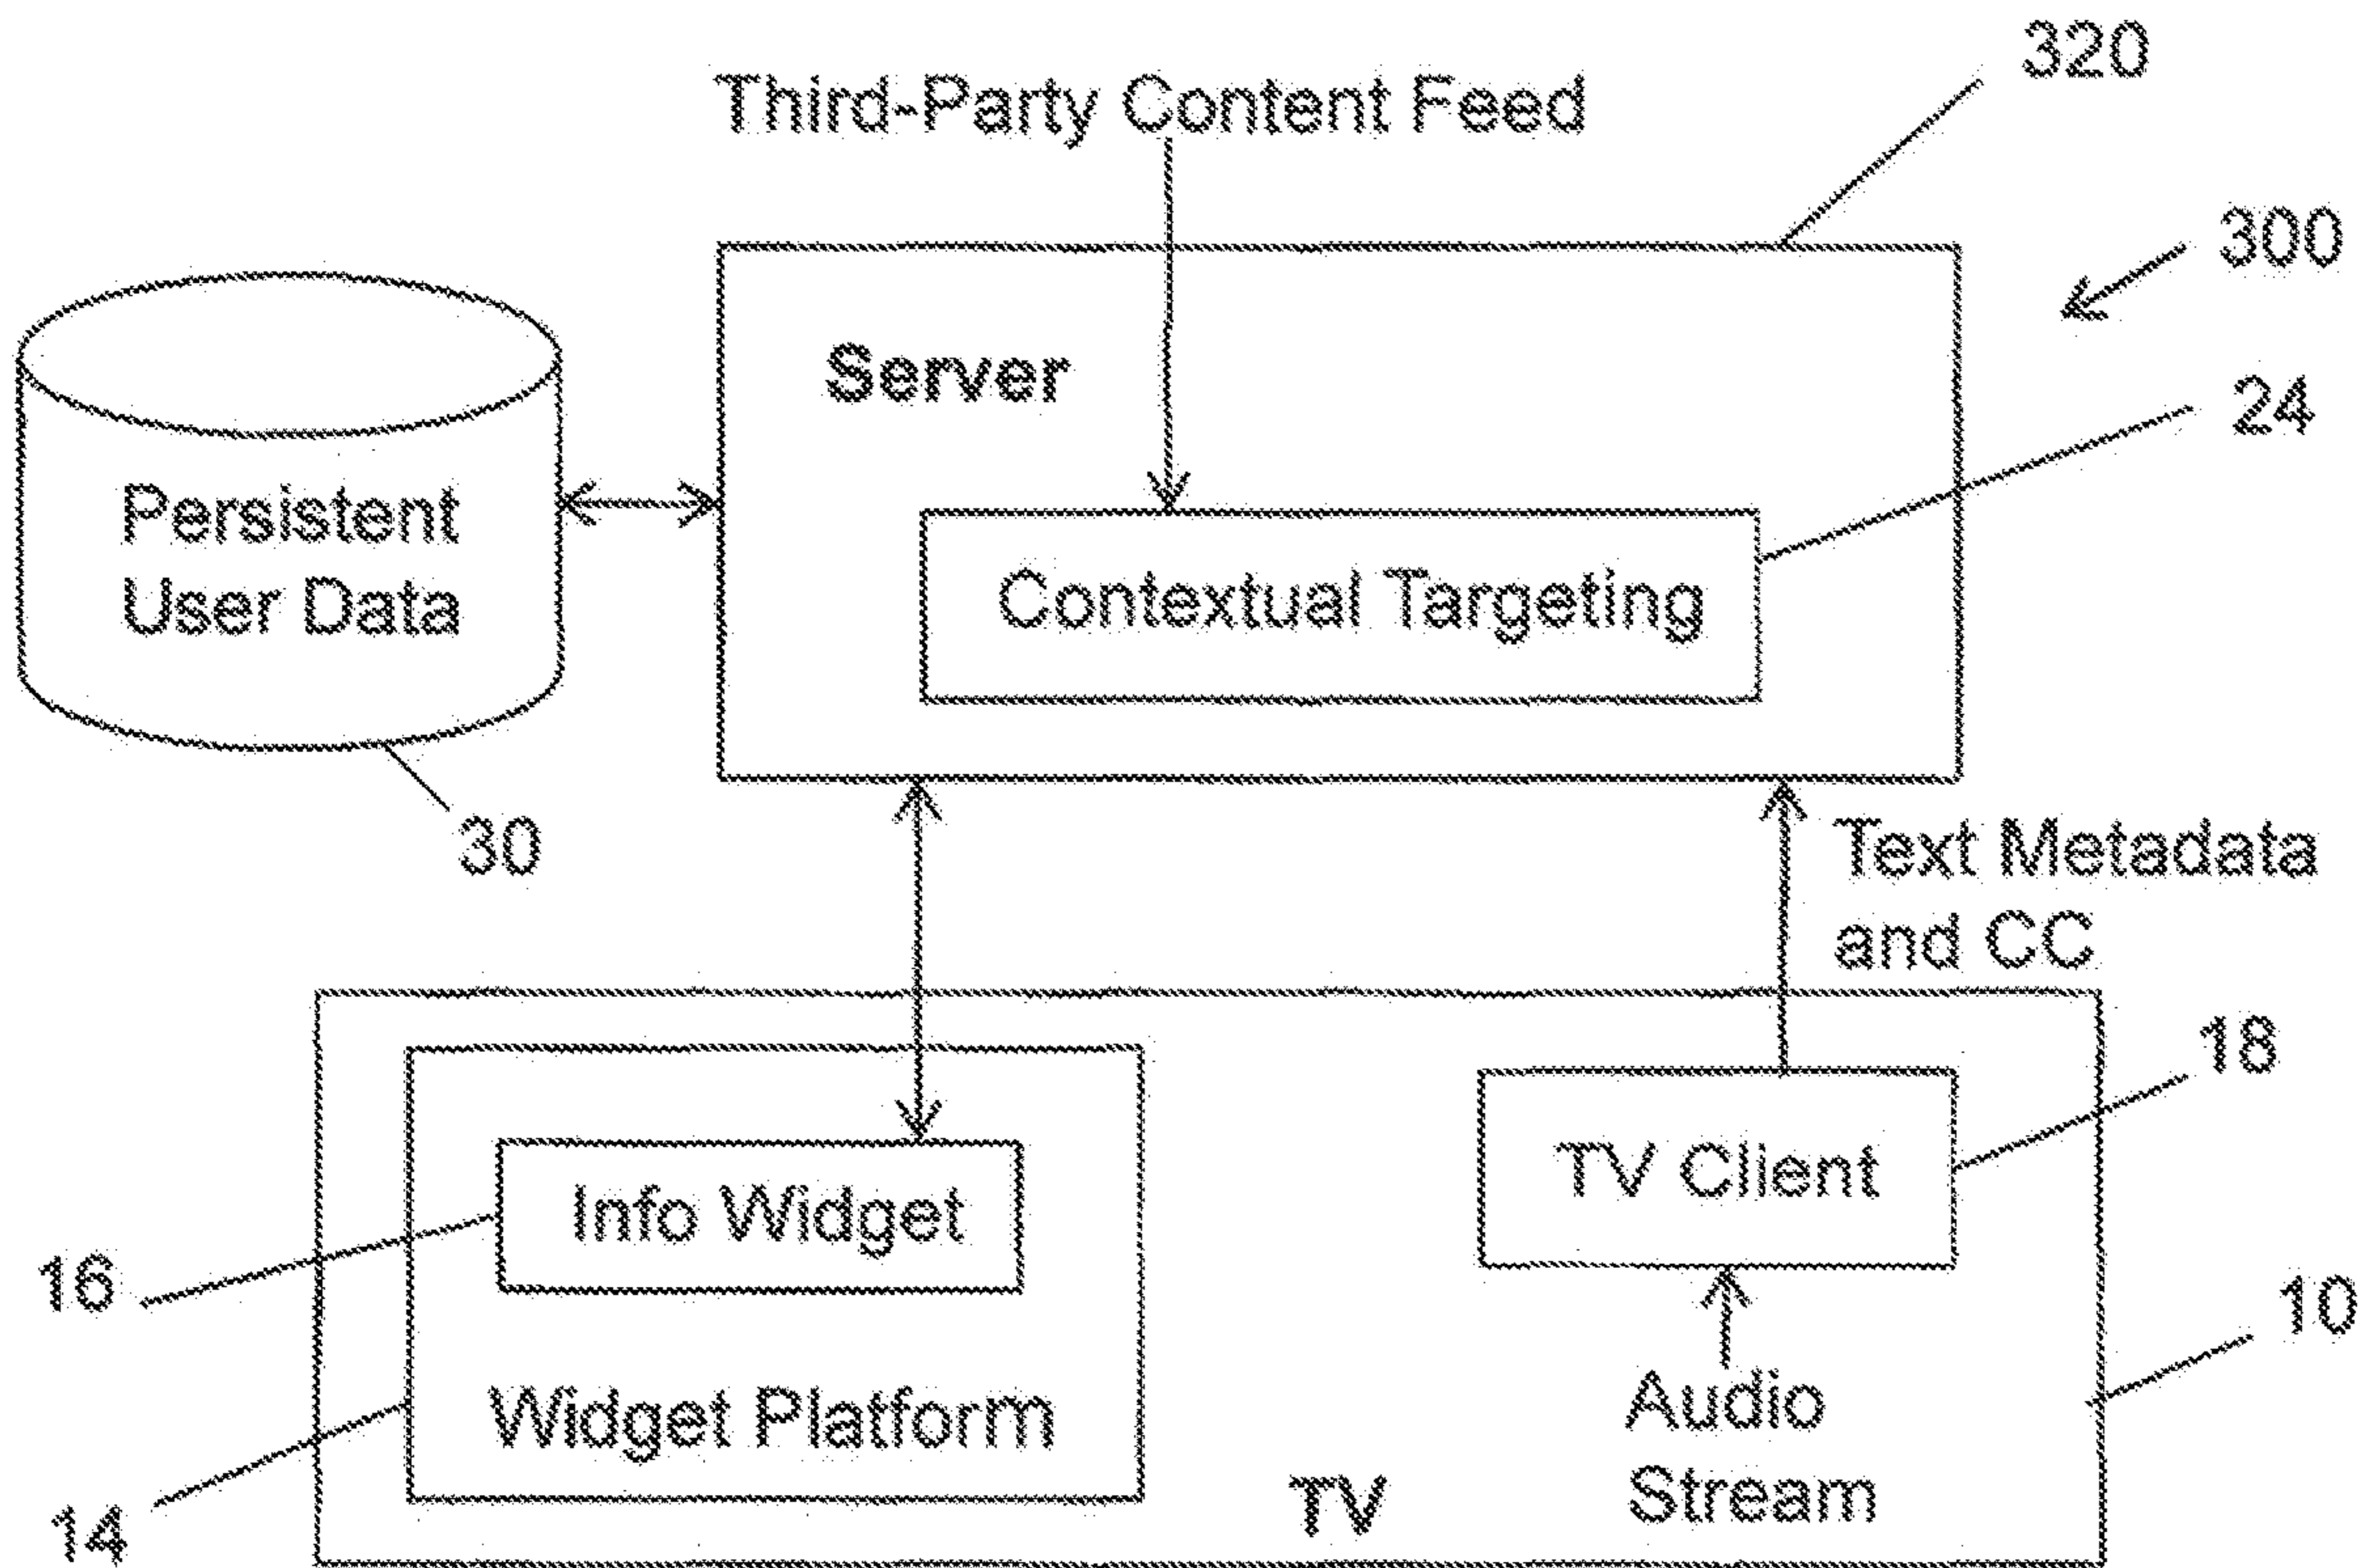 320
Third-Party Content Feed
300
Server
24
Persistent
User Data
Contextual Targeting
30
Text Metadata
and CC
18
TV Client
Info Widget
16
10
Audio
Stream
Widget Platform
14
TV